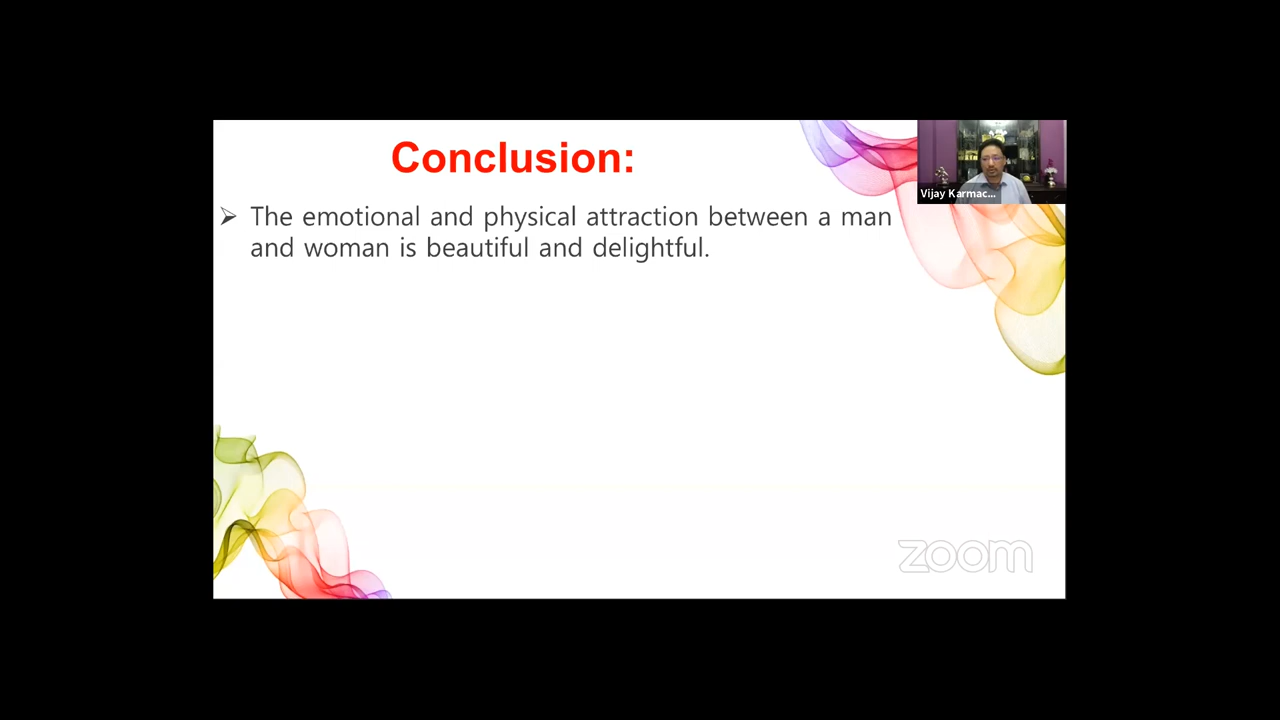 Conclusion:
Vijay Karmac...
➢ The emotional and physical attraction between a man
and woman is beautiful and delightful.
zoom